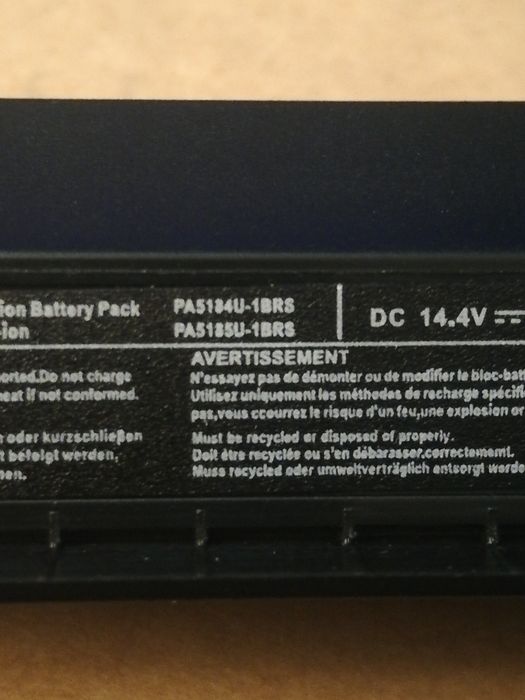 ion Battery Pack PA5184U-1BRS
-ion PA5185U-1BRS
DC 14.4V
AVERTISSEMENT
orted.Do not charge
heat if not conformed.
N'essayez pas de démonter ou de modifier le bloc-bat
Utilisez uniquement les méthodes de recharge spécifi
pas,vous ccourrez le risque d'un feu,une explosion o
n oder kurzschließen
t befolgt werden,
nen.
Must be recycled or disposed of properly.
Doit être recyclée ou s'en débarasser,correctememt.
Muss recycled oder umweltverträglich entsorgt werde